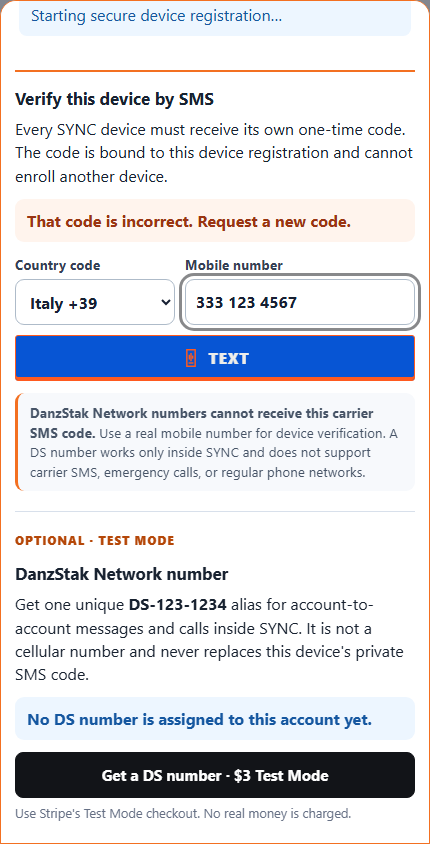 Starting secure device registration...
Verify this device by SMS
Every SYNC device must receive its own one-time code.
The code is bound to this device registration and cannot
enroll another device.
That code is incorrect. Request a new code.
Country code
Mobile number
Italy +39
333 123 4567
TEXT
DanzStak Network numbers cannot receive this carrier
SMS code. Use a real mobile number for device verification. A
DS number works only inside SYNC and does not support
carrier SMS, emergency calls, or regular phone networks.
OPTIONAL · TEST MODE
DanzStak Network number
Get one unique DS-123-1234 alias for account-to-
account messages and calls inside SYNC. It is not a
cellular number and never replaces this device's private
SMS code.
No DS number is assigned to this account yet.
Get a DS number · $3 Test Mode
Use Stripe's Test Mode checkout. No real money is charged.